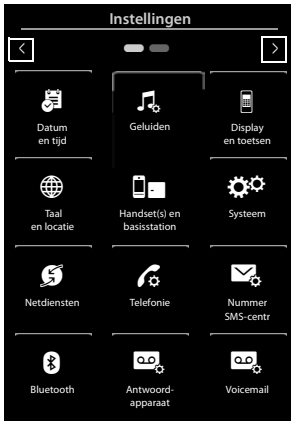 Instellingen
Datum
en tijd
Geluiden
Display
en toetsen
Taal
en locatie
Handset(s) en
basisstation
Systeem
Netdiensten
Telefonie
Nummer
SMS-centr
Bluetooth
Antwoord-
apparaat
Voicemail